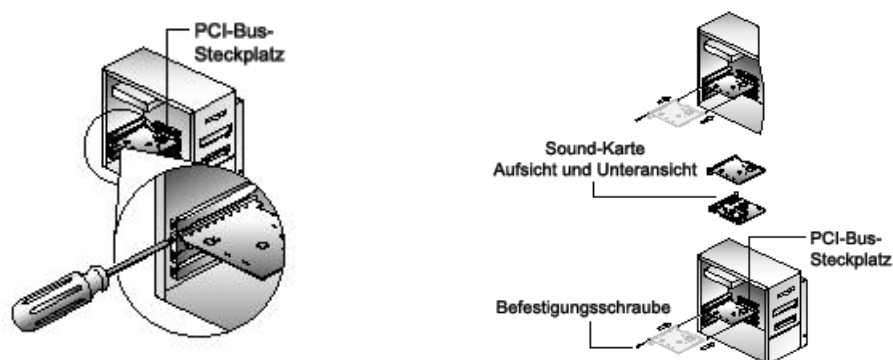 PCI-Bus-
Steckplatz
Sound-Karte
Aufsicht und Unteransicht
PCI-Bus-
Steckplatz
Befestigungsschraube